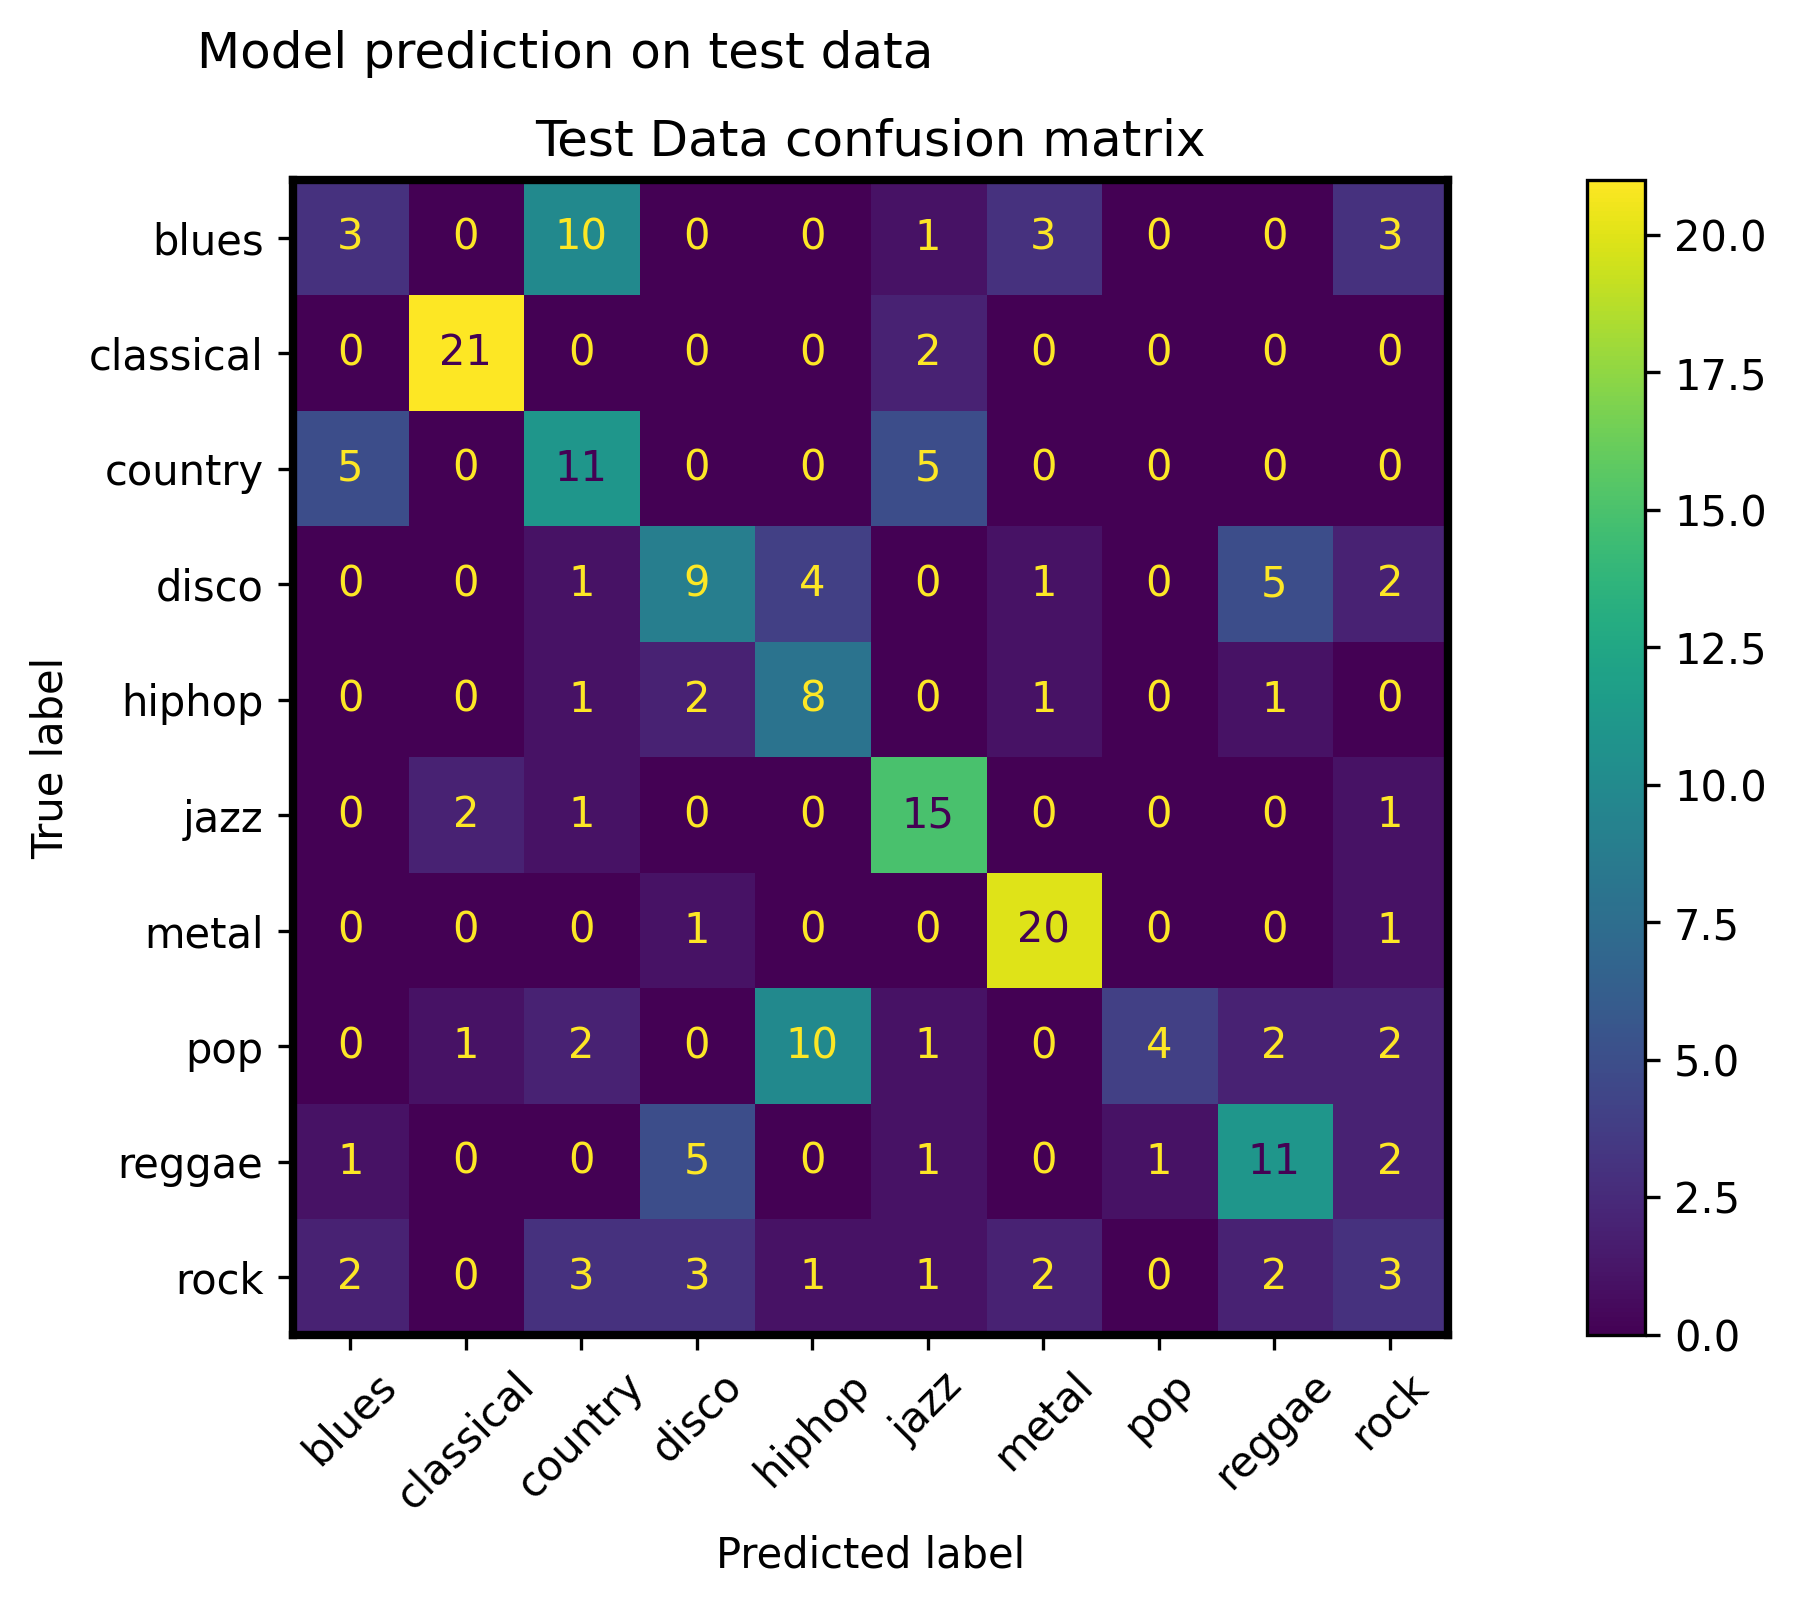 Model prediction on test data
Test Data confusion matrix
blues 3 0 10 0 0 1 3 0 0 3
classical 0 21 0 0 0 2 0 0 0 0
country 5 0 11 0 0 5 0 0 0 0
disco 0 0 1 9 4 0 1 0 5 2
hiphop 0 0 1 2 8 0 1 0 1 0
jazz 0 2 1 0 0 15 0 0 0 1
metal 0 0 0 1 0 0 20 0 0 1
pop 0 1 2 0 10 1 0 4 2 2
reggae 1 0 0 5 0 1 0 1 11 2
rock 2 0 3 3 1 1 2 0 2 3
True label
blues classical country disco hiphop jazz metal pop reggae rock
Predicted label
20.0
17.5
15.0
12.5
10.0
7.5
5.0
2.5
0.0